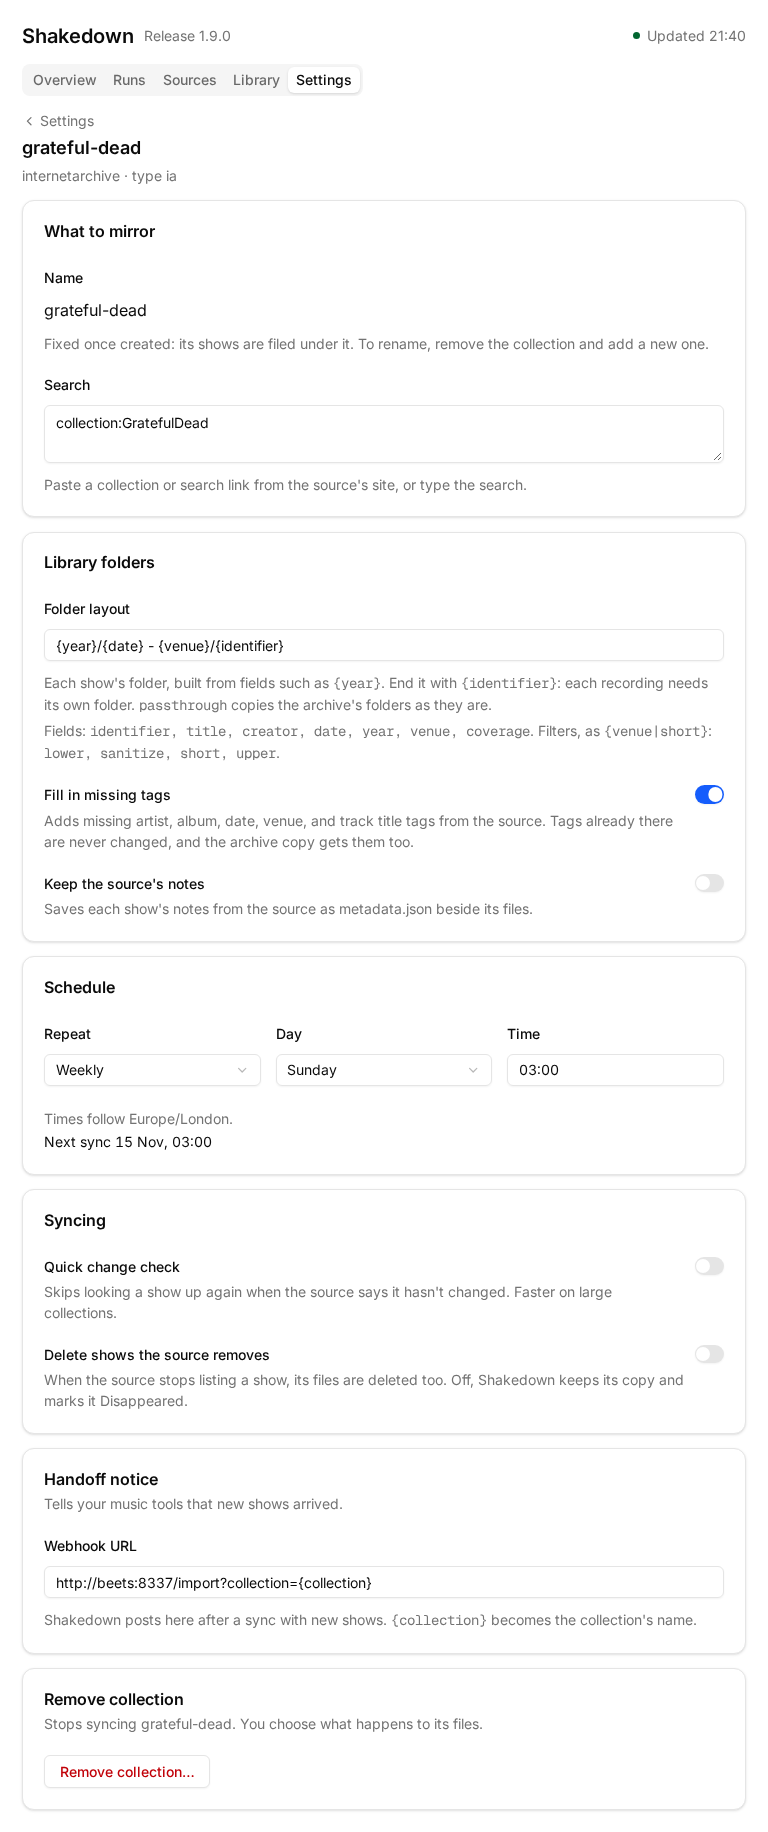 Shakedown Release 1.9.0 Updated 21:40
Overview Runs Sources Library Settings
Settings
grateful-dead
internetarchive · type ia
What to mirror
Name
grateful-dead
Fixed once created: its shows are filed under it. To rename, remove the collection and add a new one.
Search
collection:GratefulDead
Paste a collection or search link from the source's site, or type the search.
Library folders
Folder layout
{year}/{date} - {venue}/{identifier}
Each show's folder, built from fields such as {year}. End it with {identifier}: each recording needs
its own folder. passthrough copies the archive's folders as they are.
Fields: identifier, title, creator, date, year, venue, coverage. Filters, as {venue|short}:
lower, sanitize, short, upper.
Fill in missing tags
Adds missing artist, album, date, venue, and track title tags from the source. Tags already there
are never changed, and the archive copy gets them too.
Keep the source's notes
Saves each show's notes from the source as metadata.json beside its files.
Schedule
Repeat Day Time
Weekly Sunday 03:00
Times follow Europe/London.
Next sync 15 Nov, 03:00
Syncing
Quick change check
Skips looking a show up again when the source says it hasn't changed. Faster on large
collections.
Delete shows the source removes
When the source stops listing a show, its files are deleted too. Off, Shakedown keeps its copy and
marks it Disappeared.
Handoff notice
Tells your music tools that new shows arrived.
Webhook URL
http://beets:8337/import?collection={collection}
Shakedown posts here after a sync with new shows. {collection} becomes the collection's name.
Remove collection
Stops syncing grateful-dead. You choose what happens to its files.
Remove collection...